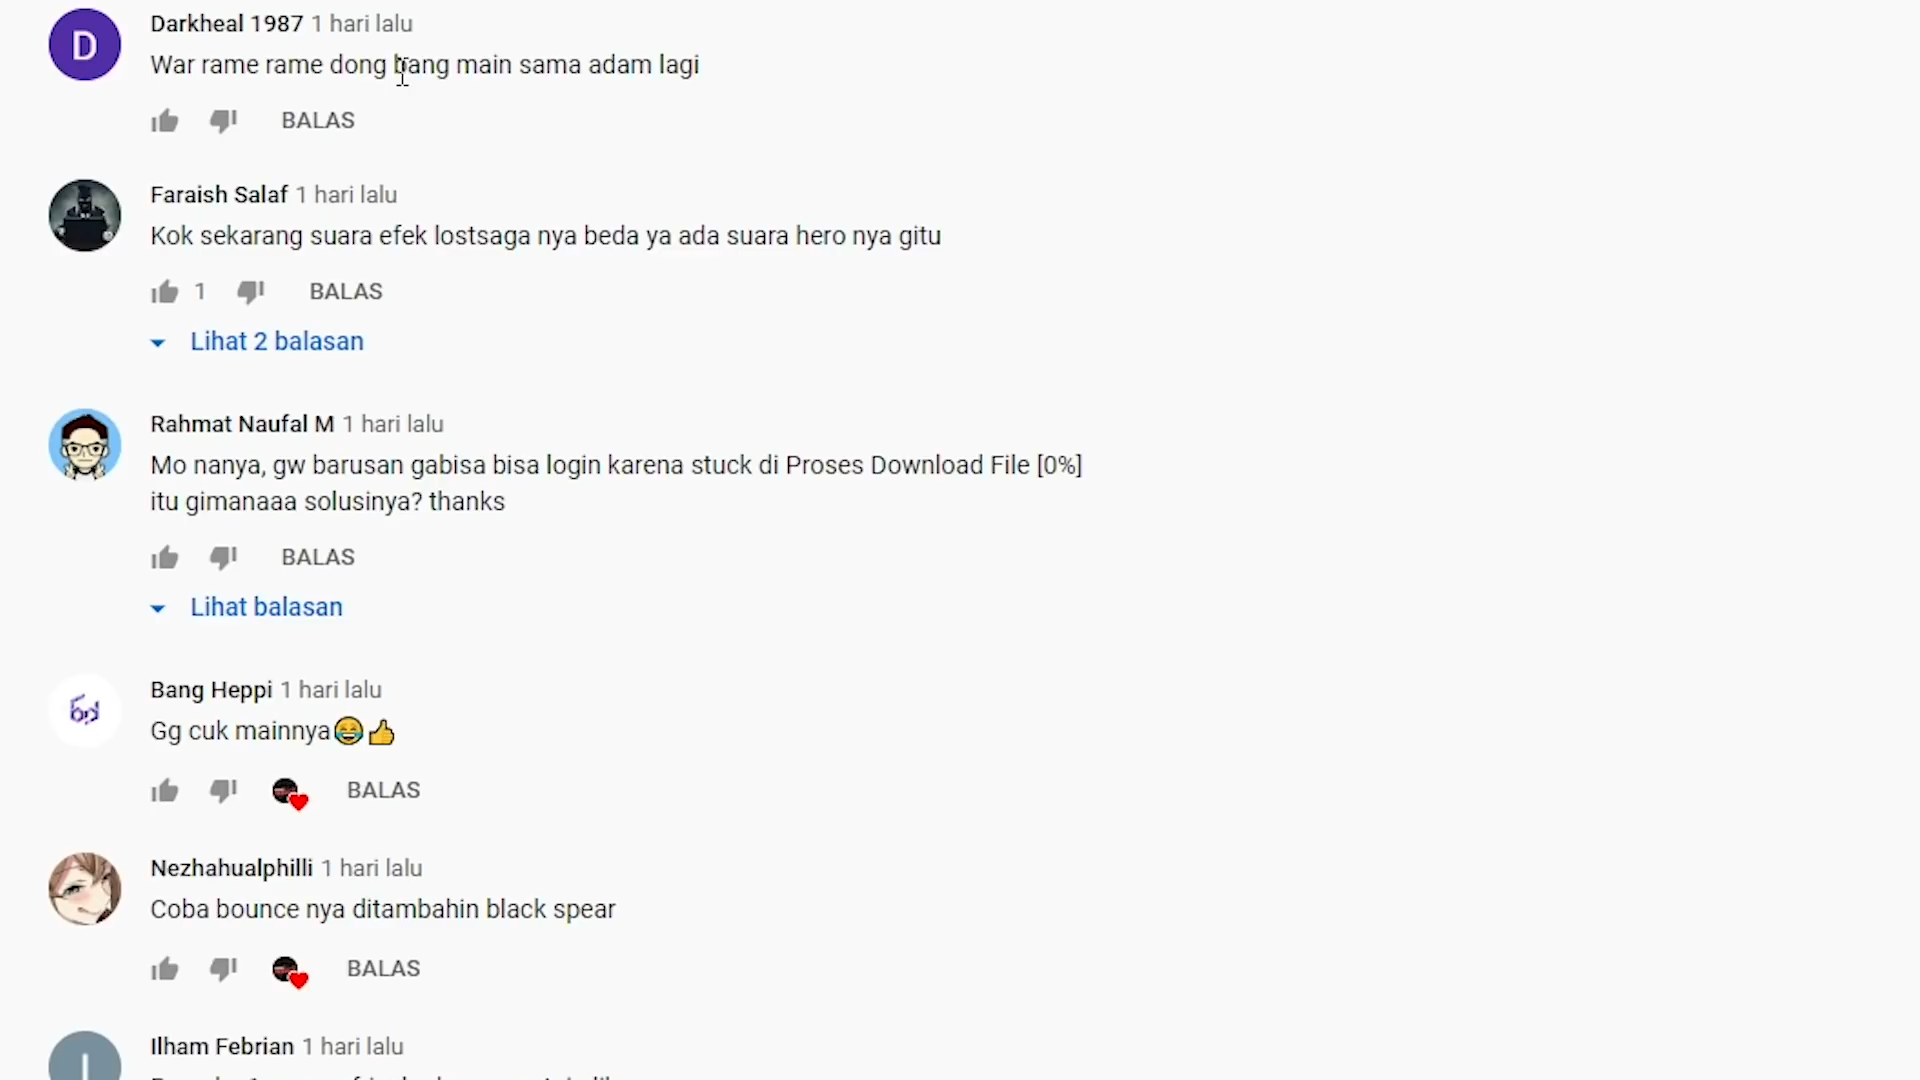 D
Darkheal 1987 1 hari lalu
War rame rame dong bang main sama adam lagi
BALAS
Faraish Salaf 1 hari lalu
Kok sekarang suara efek lostsaga nya beda ya ada suara hero nya gitu
1 BALAS
Lihat 2 balasan
Rahmat Naufal M 1 hari lalu
Mo nanya, gw barusan gabisa bisa login karena stuck di Proses Download File [0%]
itu gimanaaa solusinya? thanks
BALAS
Lihat balasan
Bang Heppi 1 hari lalu
Gg cuk mainnya😂👍
BALAS
Nezhahualphilli 1 hari lalu
Coba bounce nya ditambahin black spear
BALAS
Ilham Febrian 1 hari lalu